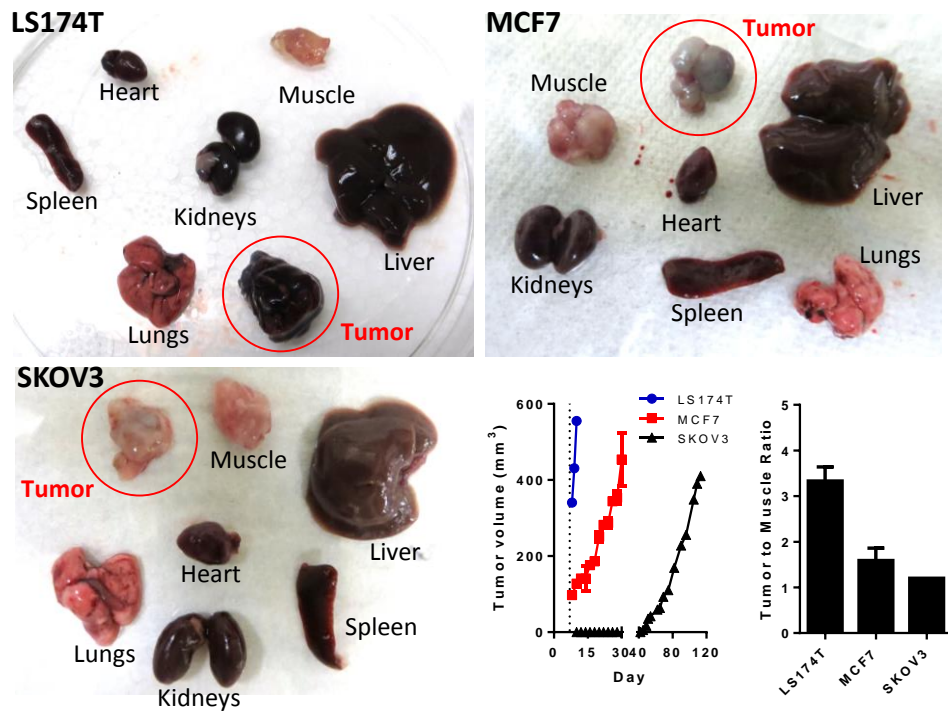 LS174T
Heart
Muscle
Spleen
Kidneys
Liver
Lungs
Tumor
MCF7
Tumor
Muscle
Liver
Heart
Kidneys
Lungs
Spleen
SKOV3
Tumor
Muscle
Liver
Heart
Spleen
Lungs
Kidneys
LS174T
MCF7
SKOV3
Tumor volume (mm³)
600
400
200
0
0 15 30 40 80 120
Day
Tumor to Muscle Ratio
5
4
3
2
1
0
LS174T
MCF7
SKOV3